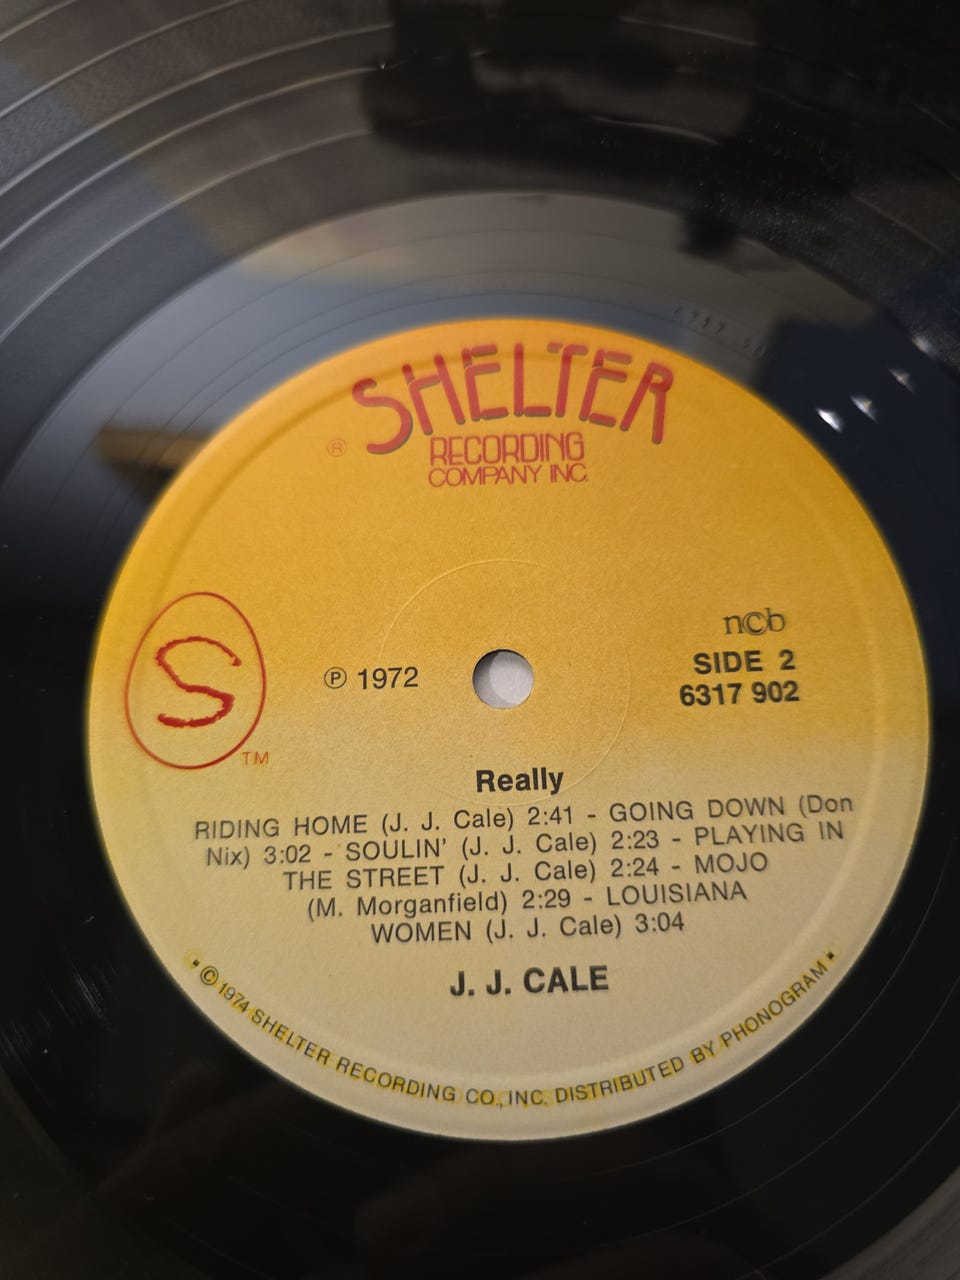 SHELTER
® RECORDING
COMPANY INC.
ncb
S
TM
℗ 1972
SIDE 2
6317 902
Really
RIDING HOME (J. J. Cale) 2:41 - GOING DOWN (Don
Nix) 3:02 - SOULIN' (J. J. Cale) 2:23 - PLAYING IN
THE STREET (J. J. Cale) 2:24 - MOJO
(M. Morganfield) 2:29 - LOUISIANA
WOMEN (J. J. Cale) 3:04
J. J. CALE
• © 1974 SHELTER RECORDING CO., INC. DISTRIBUTED BY PHONOGRAM •